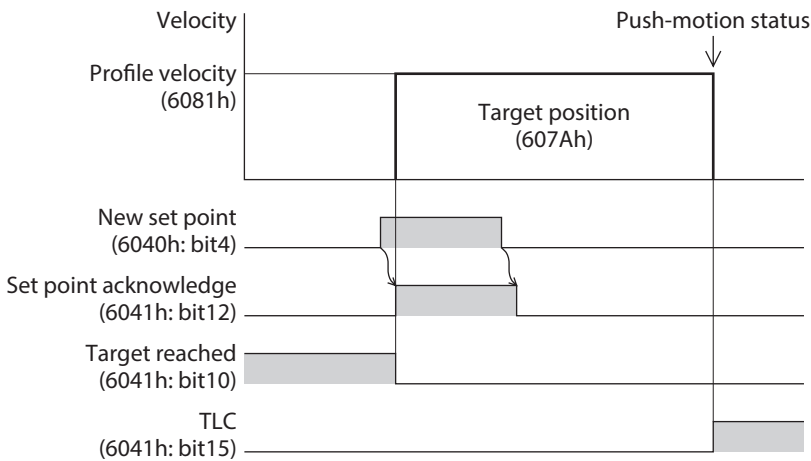 Velocity
Push-motion status
Profile velocity
(6081h)
Target position
(607Ah)
New set point
(6040h: bit4)
Set point acknowledge
(6041h: bit12)
Target reached
(6041h: bit10)
TLC
(6041h: bit15)